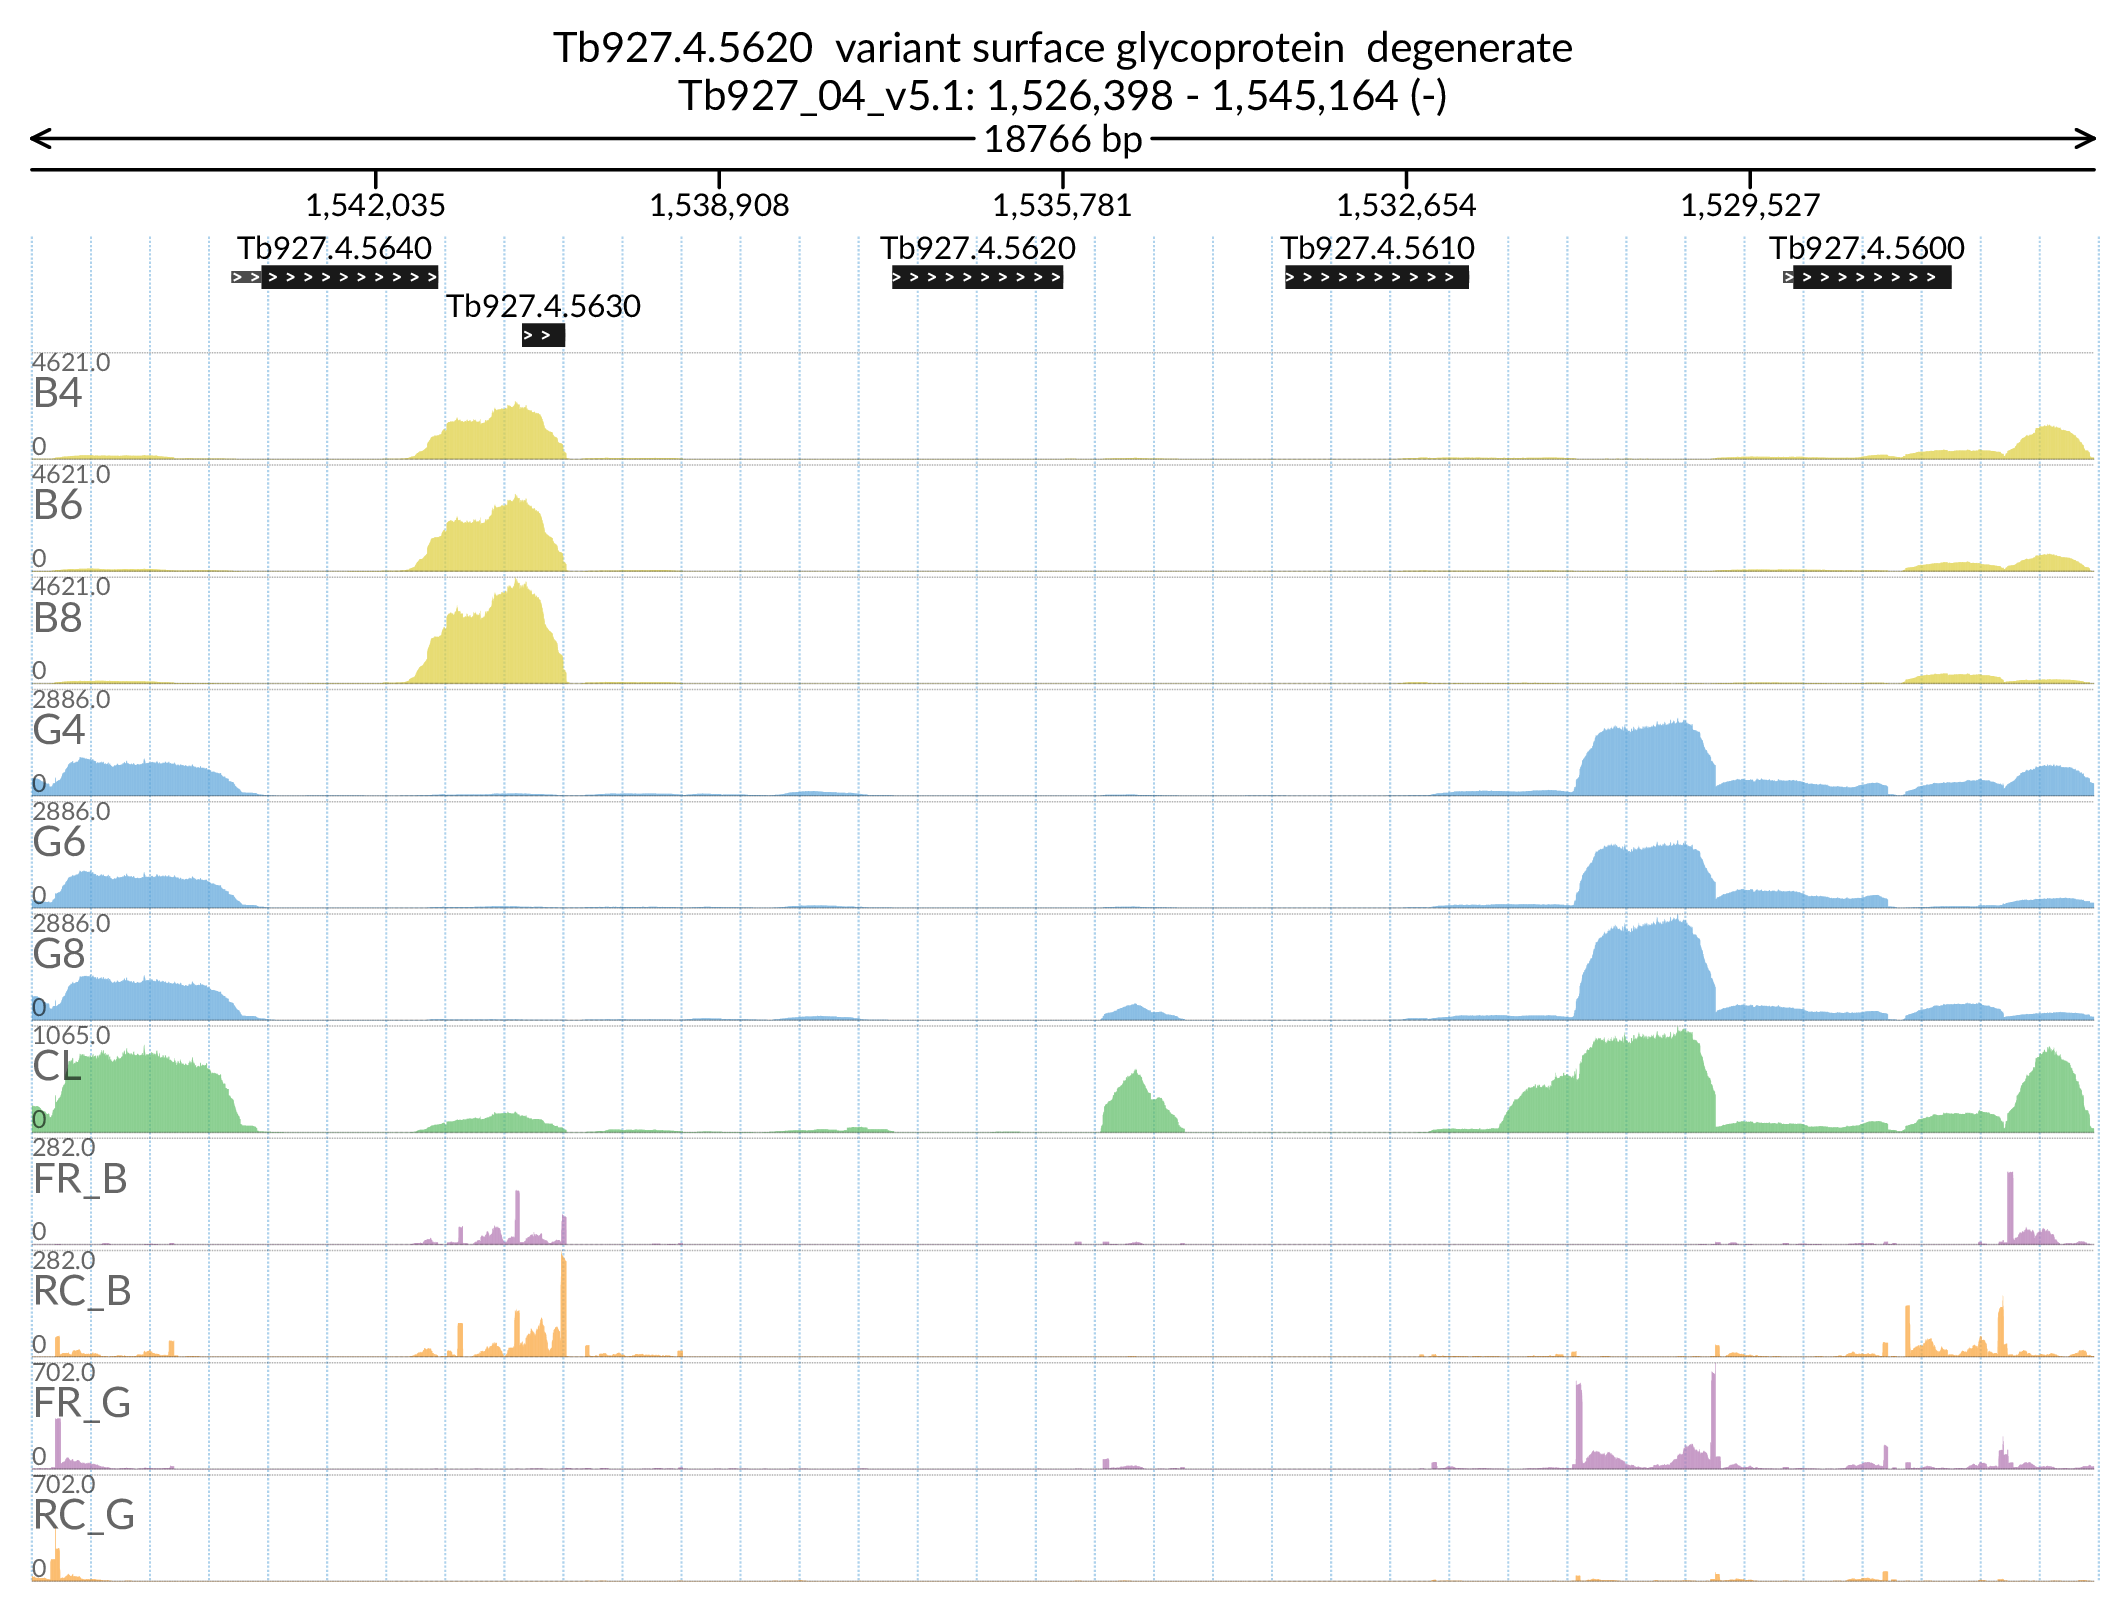 Tb927.4.5620  variant surface glycoprotein  degenerate
Tb927_04_v5.1: 1,526,398 - 1,545,164 (-)
18766 bp
1,542,035 1,538,908 1,535,781 1,532,654 1,529,527
Tb927.4.5640 Tb927.4.5620 Tb927.4.5610 Tb927.4.5600
Tb927.4.5630
4621.0
B4
0
4621.0
B6
0
4621.0
B8
0
2886.0
G4
0
2886.0
G6
0
2886.0
G8
0
1065.0
CL
0
282.0
FR_B
0
282.0
RC_B
0
702.0
FR_G
0
702.0
RC_G
0